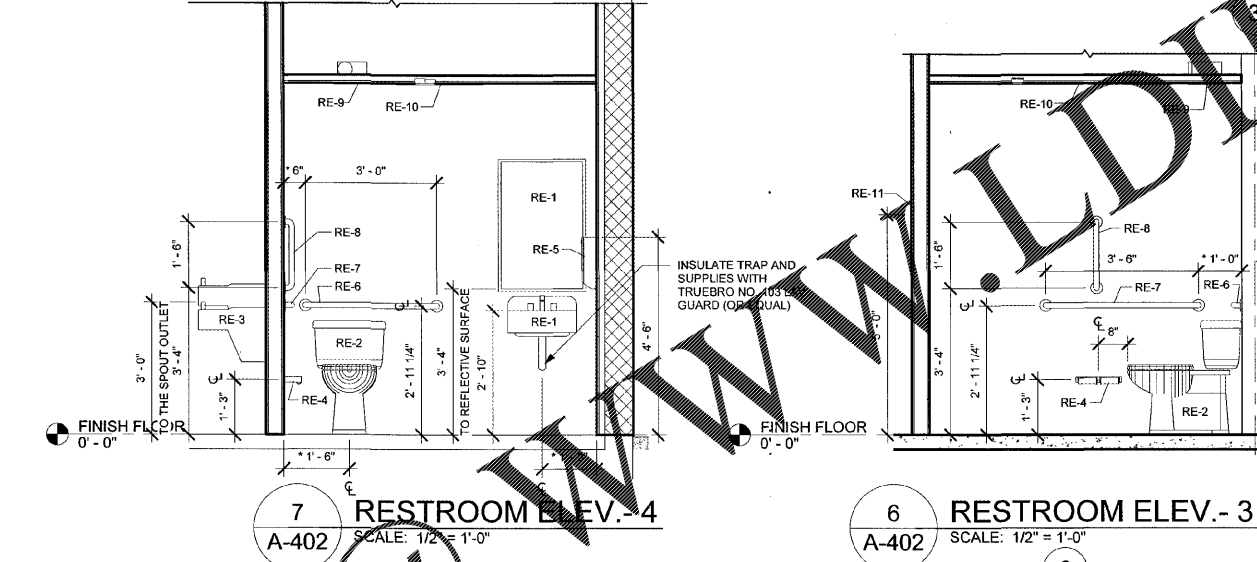 RE-9
RE-10
* 6"
3' - 0"
RE-1
RE-8
RE-5
RE-7
RE-6
1' - 6"
RE-3
RE-2
RE-1
RE-4
3' - 0"
TO THE SPOUT OUTLET
3' - 4"
1' - 3"
2' - 11 1/4"
3' - 4"
TO REFLECTIVE SURFACE
2' - 10"
4' - 6"
INSULATE TRAP AND
SUPPLIES WITH
TRUEBRO NO. 103 LAV
GUARD (OR EQUAL)
FINISH FLOOR
0' - 0"
* 1' - 6"
7
A-402
RESTROOM ELEV.- 4
SCALE: 1/2" = 1'-0"
RE-10
RE-9
RE-11
RE-8
1' - 6"
3' - 6"
* 1' - 0"
RE-7
RE-6
8"
3' - 4"
2' - 11 1/4"
1' - 3"
RE-4
RE-2
FINISH FLOOR
0' - 0"
6
A-402
RESTROOM ELEV.- 3
SCALE: 1/2" = 1'-0"
WWW.LDI